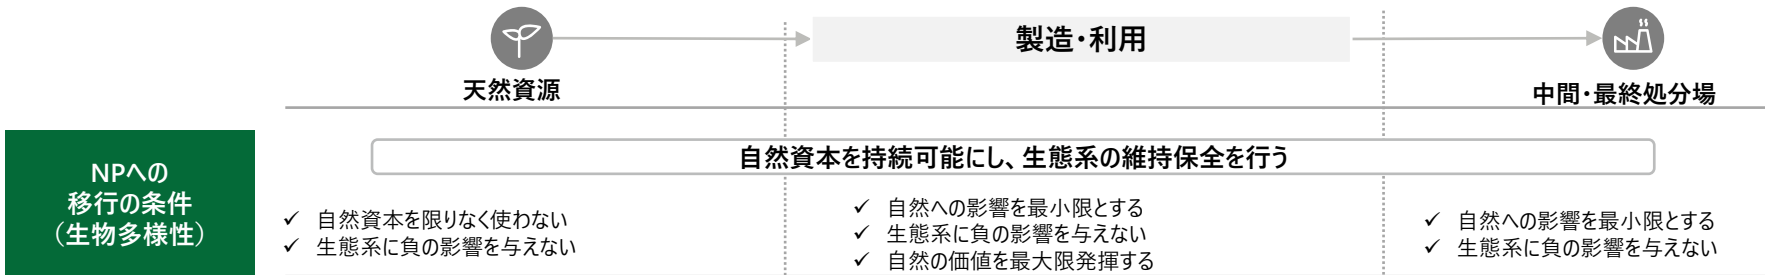 製造・利用
天然資源
中間・最終処分場
NPへの
移行の条件
（生物多様性）
自然資本を持続可能にし、生態系の維持保全を行う
✓ 自然資本を限りなく使わない
✓ 生態系に負の影響を与えない
✓ 自然への影響を最小限とする
✓ 生態系に負の影響を与えない
✓ 自然の価値を最大限発揮する
✓ 自然への影響を最小限とする
✓ 生態系に負の影響を与えない